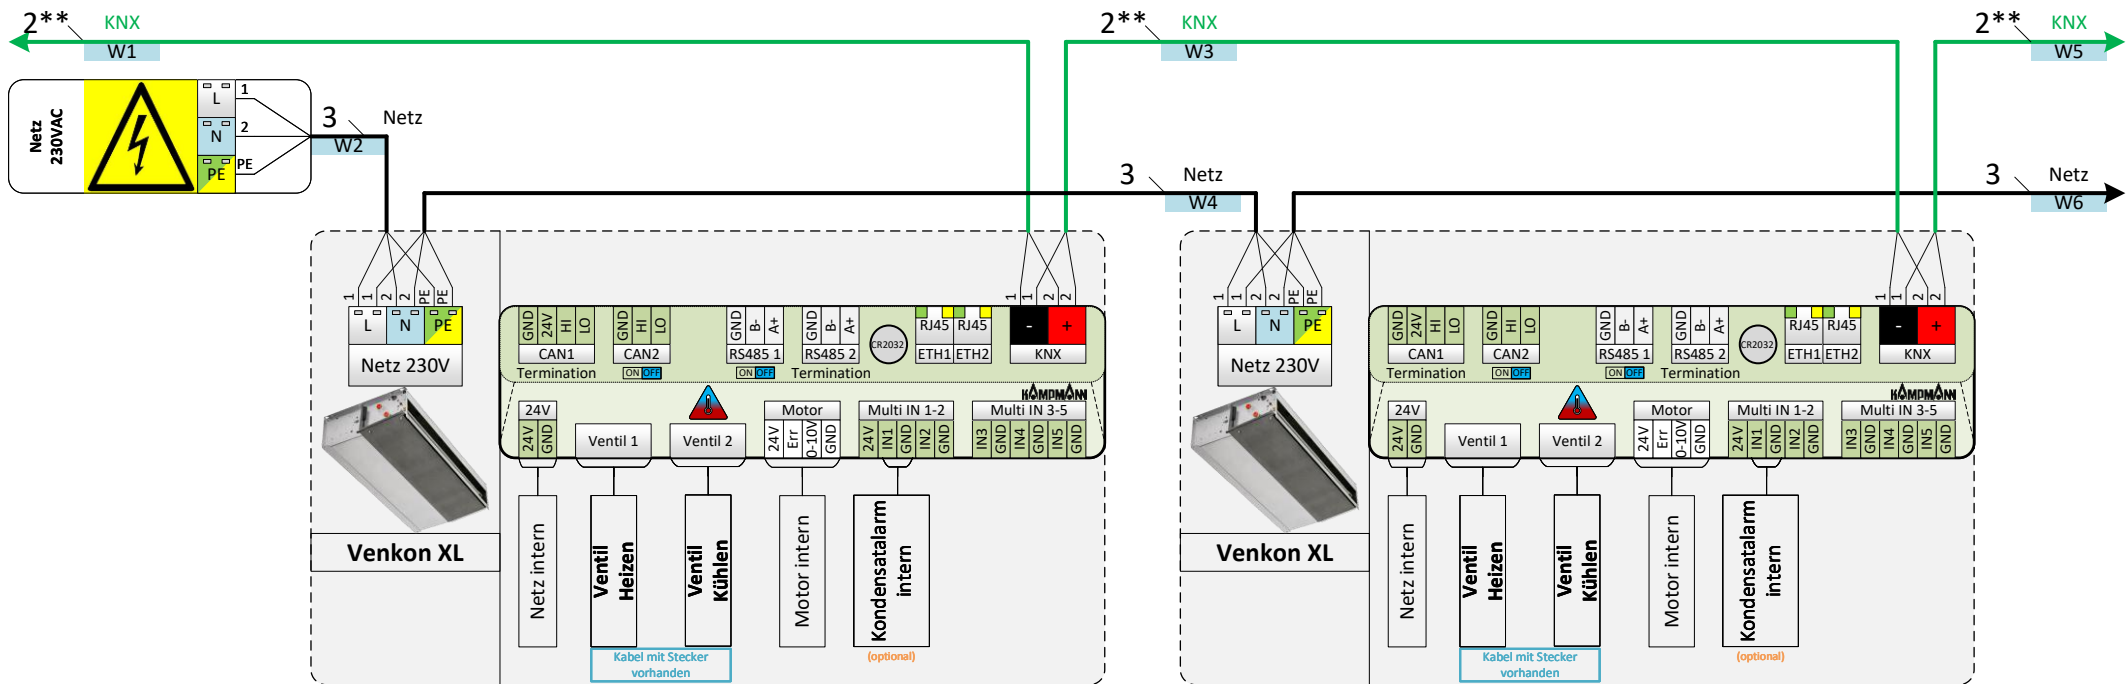 2** KNX
W1
2** KNX
W3
2** KNX
W5
Netz
230VAC
L 1
N 2
PE PE
3 Netz
W2
3 Netz
W4
3 Netz
W6
1 1 2 2 PE PE
L N PE
Netz 230V
Venkon XL
GND 24V HI LO
CAN1
Termination
GND HI LO
CAN2
ON OFF
GND B- A+
RS485 1
ON OFF
GND B- A+
RS485 2
Termination
CR2032
RJ45 RJ45
ETH1 ETH2
1 1 2 2
- +
KNX
KAMPMANN
24V
24V GND
Ventil 1
Ventil 2
Motor
24V Err 0-10V GND
Multi IN 1-2
24V IN1 GND IN2 GND
Multi IN 3-5
IN3 GND IN4 GND IN5 GND
Netz intern
Ventil
Heizen
Ventil
Kühlen
Motor intern
Kondensatalarm
intern
Kabel mit Stecker
vorhanden
(optional)
1 1 2 2 PE PE
L N PE
Netz 230V
Venkon XL
GND 24V HI LO
CAN1
Termination
GND HI LO
CAN2
ON OFF
GND B- A+
RS485 1
ON OFF
GND B- A+
RS485 2
Termination
CR2032
RJ45 RJ45
ETH1 ETH2
1 1 2 2
- +
KNX
KAMPMANN
24V
24V GND
Ventil 1
Ventil 2
Motor
24V Err 0-10V GND
Multi IN 1-2
24V IN1 GND IN2 GND
Multi IN 3-5
IN3 GND IN4 GND IN5 GND
Netz intern
Ventil
Heizen
Ventil
Kühlen
Motor intern
Kondensatalarm
intern
Kabel mit Stecker
vorhanden
(optional)